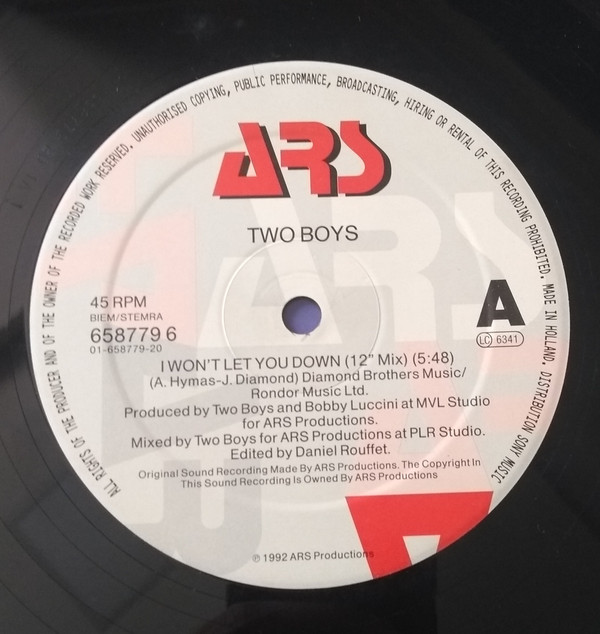 ALL RIGHTS OF THE PRODUCER AND OF THE OWNER OF THE RECORDED WORK RESERVED. UNAUTHORISED COPYING, PUBLIC PERFORMANCE, BROADCASTING, HIRING OR RENTAL OF THIS RECORDING PROHIBITED. MADE IN HOLLAND. DISTRIBUTION SONY MUSIC
ARS
TWO BOYS
45 RPM
BIEM/STEMRA
658779 6
01-658779-20
A
LC 6341
I WON'T LET YOU DOWN (12" Mix) (5:48)
(A. Hymas-J. Diamond) Diamond Brothers Music/
Rondor Music Ltd.
Produced by Two Boys and Bobby Luccini at MVL Studio
for ARS Productions.
Mixed by Two Boys for ARS Productions at PLR Studio.
Edited by Daniel Rouffet.
Original Sound Recording Made By ARS Productions. The Copyright In
This Sound Recording Is Owned By ARS Productions
℗ 1992 ARS Productions